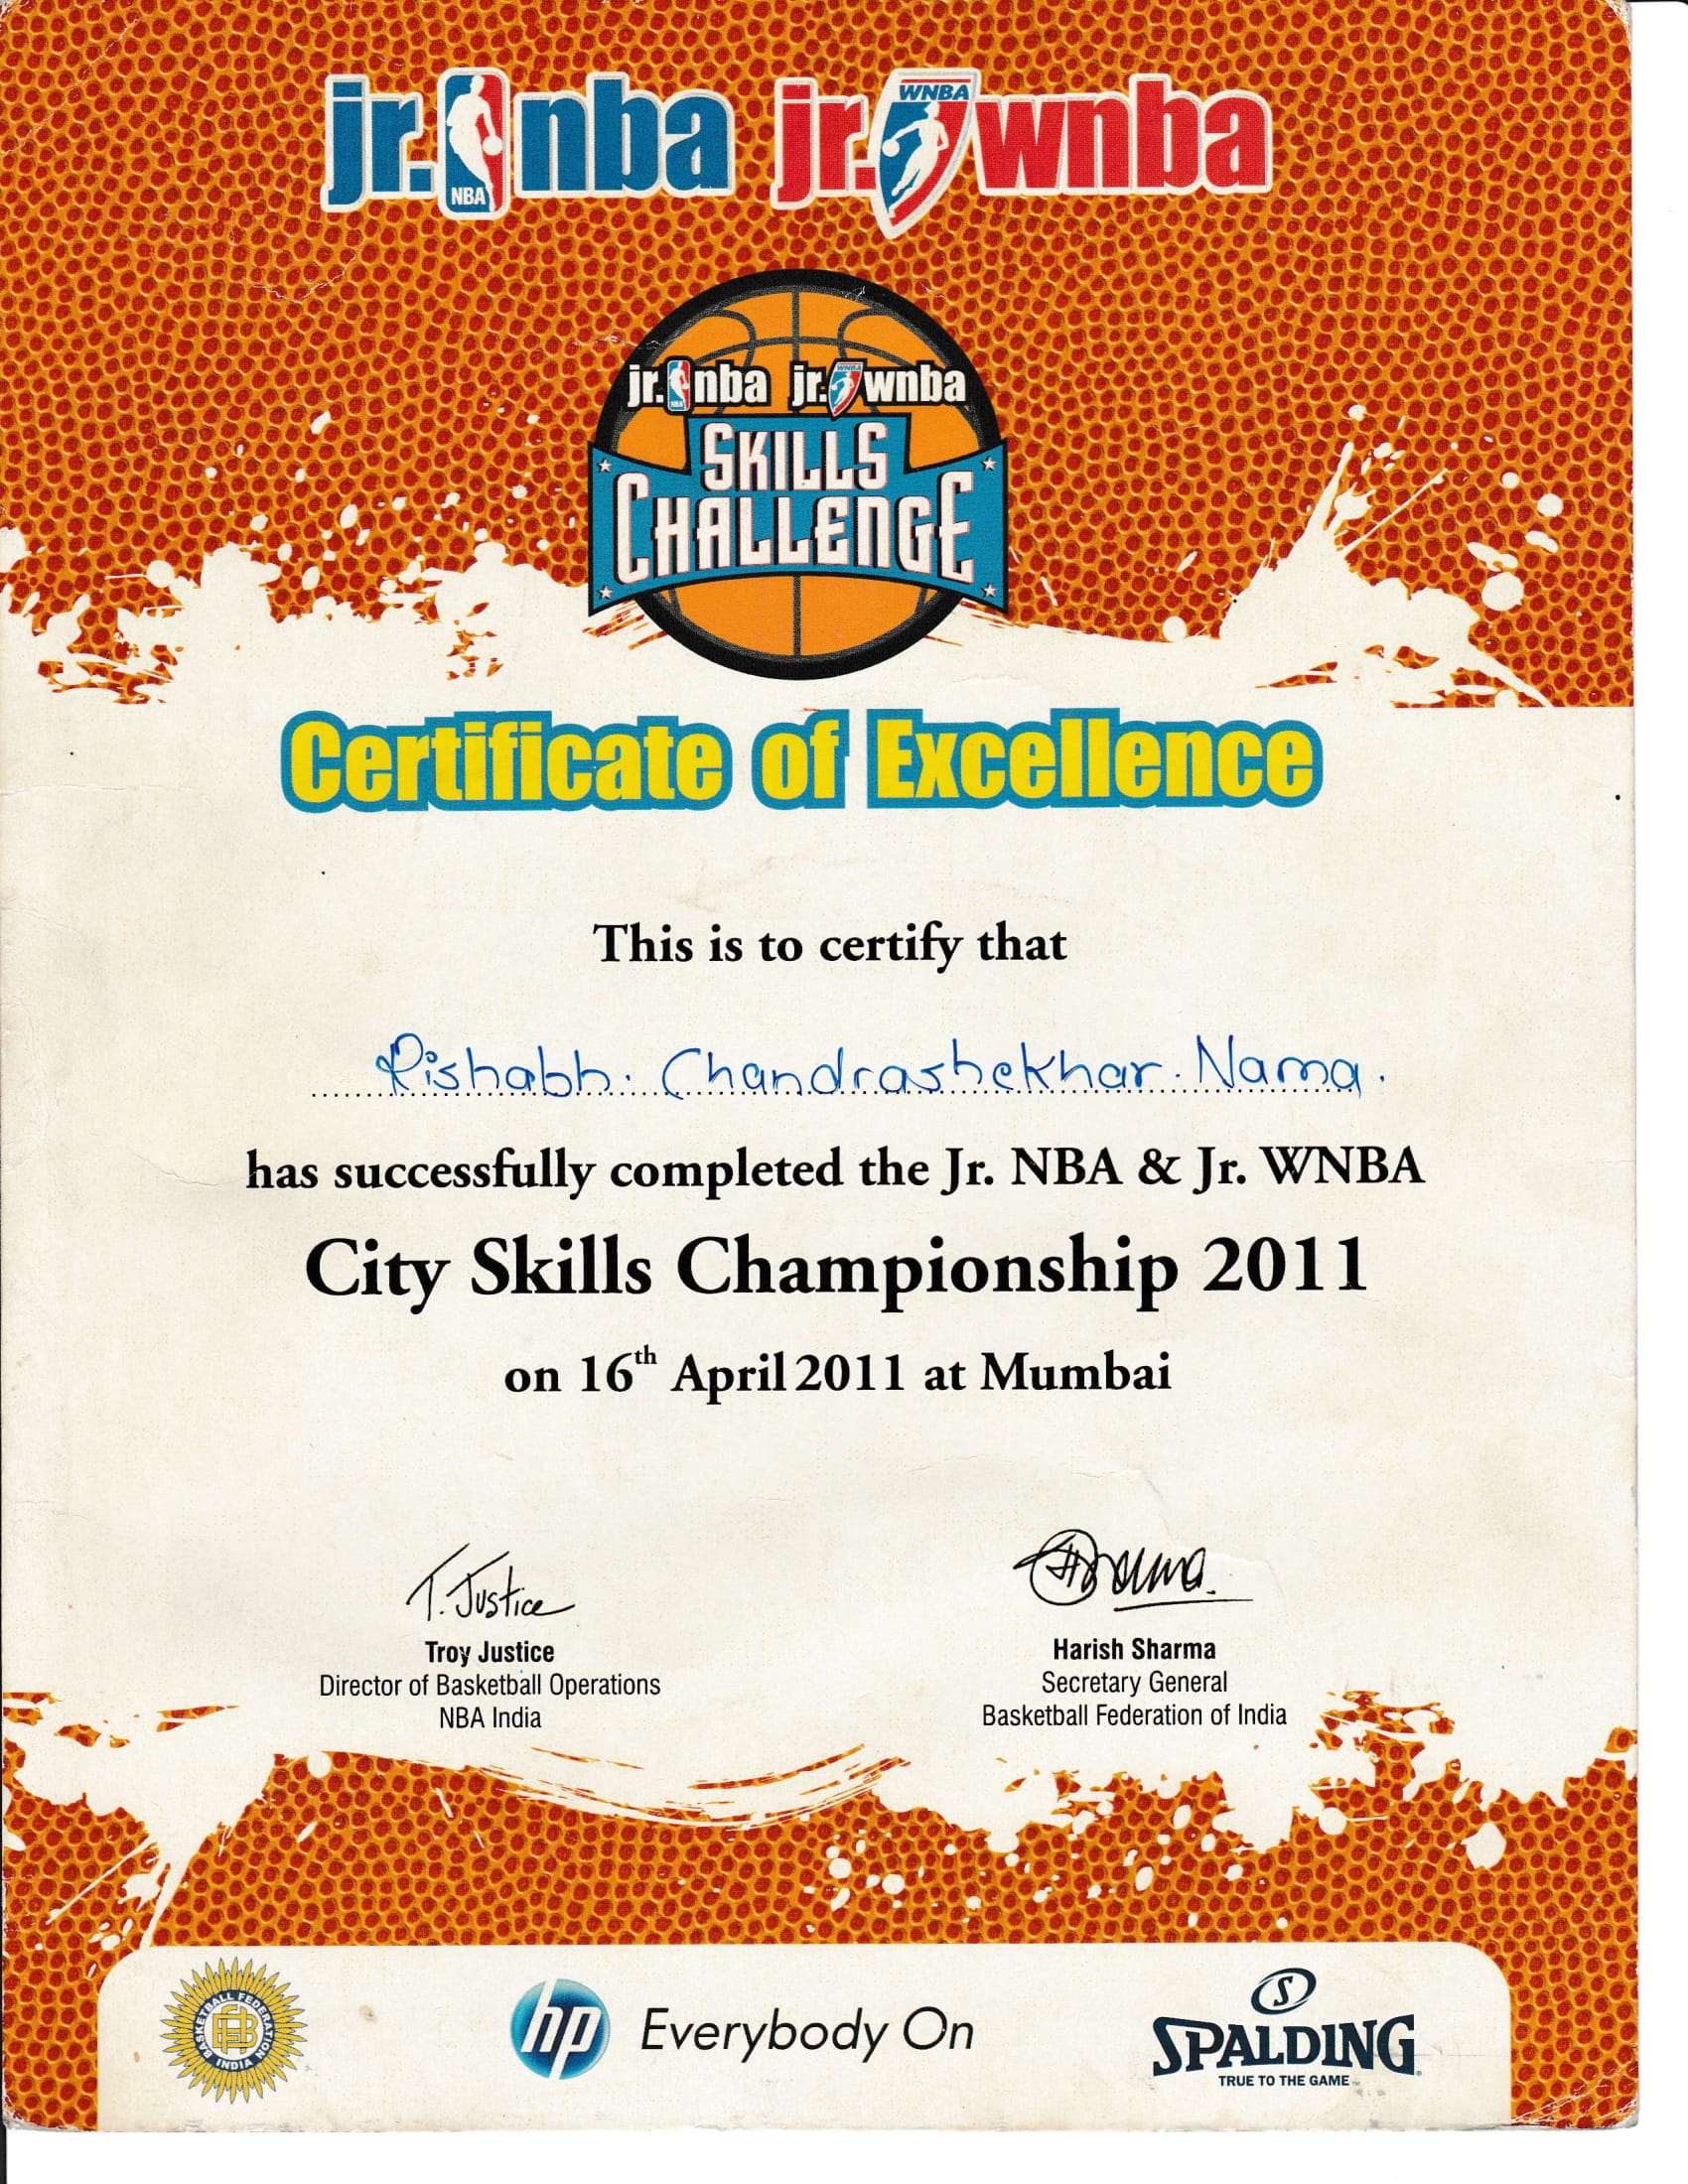 jr. NBA nba jr. WNBA wnba
jr. NBA nba jr. WNBA wnba
SKILLS
CHALLENGE
Certificate of Excellence
This is to certify that
Rishabh. Chandrashekhar. Nama.
has successfully completed the Jr. NBA & Jr. WNBA
City Skills Championship 2011
on 16th April 2011 at Mumbai
T. Justice
Troy Justice
Director of Basketball Operations
NBA India
HSharma.
Harish Sharma
Secretary General
Basketball Federation of India
BASKETBALL FEDERATION
BFI
INDIA
hp Everybody On
S
SPALDING
TRUE TO THE GAME